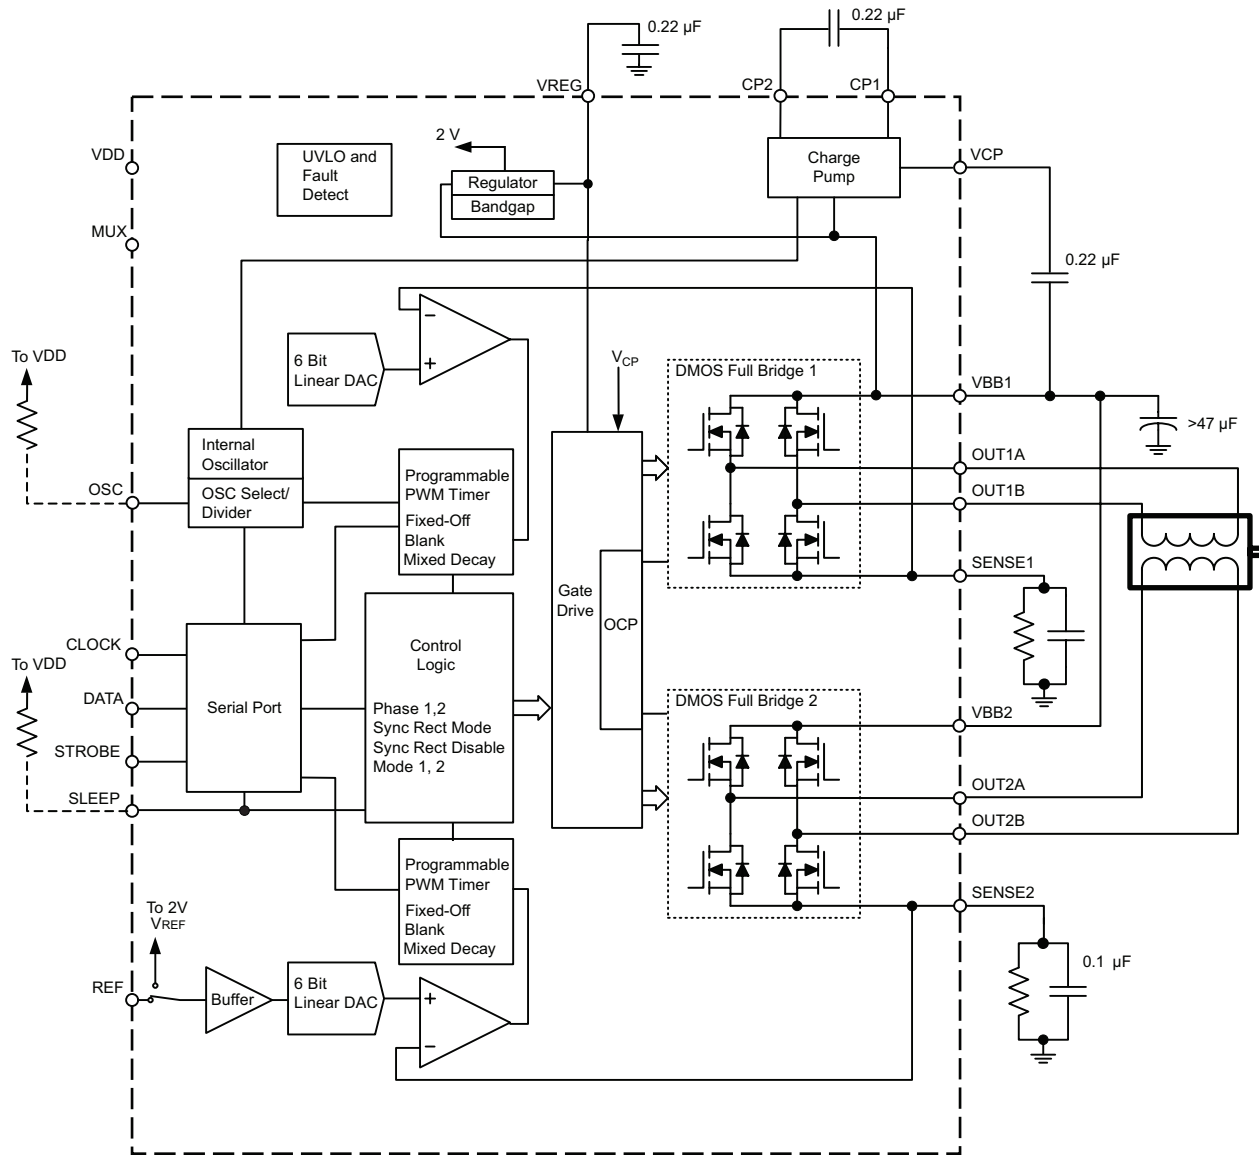 0.22 µF
0.22 µF
VREG
CP2
CP1
VDD
UVLO and
Fault
Detect
2 V
Regulator
Bandgap
Charge
Pump
VCP
MUX
0.22 µF
To VDD
6 Bit
Linear DAC
−
+
VCP
DMOS Full Bridge 1
VBB1
>47 µF
Internal
Oscillator
OSC Select/
Divider
OSC
Programmable
PWM Timer
Fixed-Off
Blank
Mixed Decay
OUT1A
OUT1B
SENSE1
Gate
Drive
OCP
CLOCK
To VDD
DATA
STROBE
SLEEP
Serial Port
Control
Logic
Phase 1,2
Sync Rect Mode
Sync Rect Disable
Mode 1, 2
DMOS Full Bridge 2
VBB2
OUT2A
OUT2B
Programmable
PWM Timer
Fixed-Off
Blank
Mixed Decay
SENSE2
To 2V
VREF
REF
Buffer
6 Bit
Linear DAC
+
−
0.1 µF